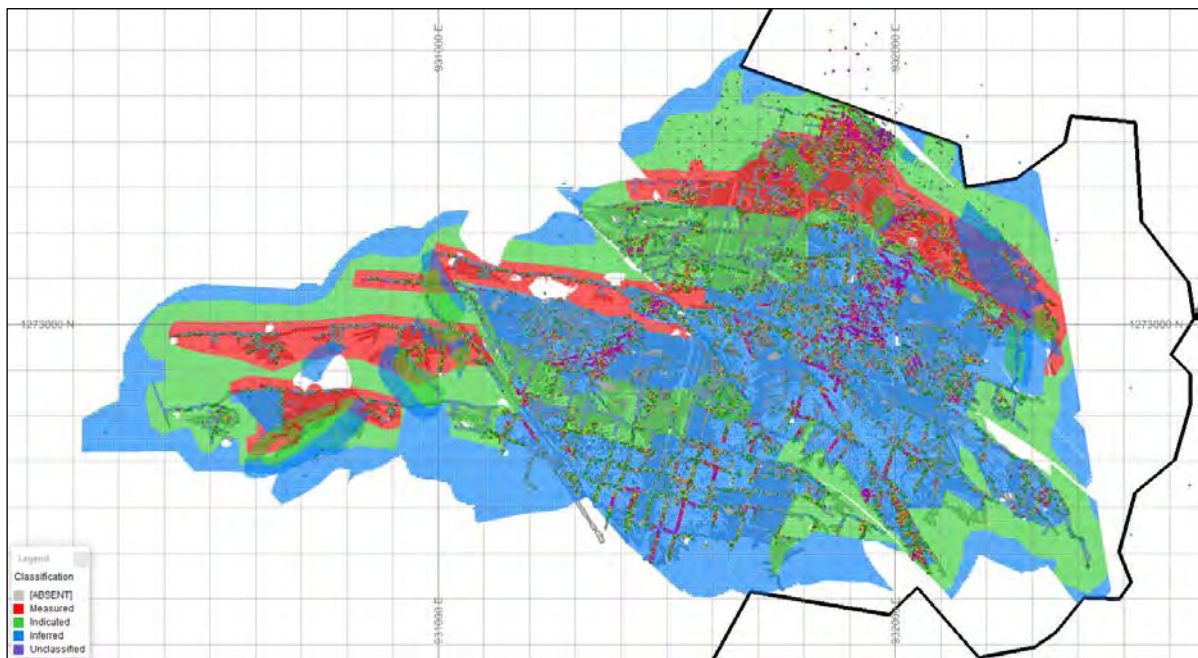 931000 E
932000 E
1273000 N
1273000 N
Legend
Classification
[ABSENT]
Measured
Indicated
Inferred
Unclassified
931000 E
932000 E